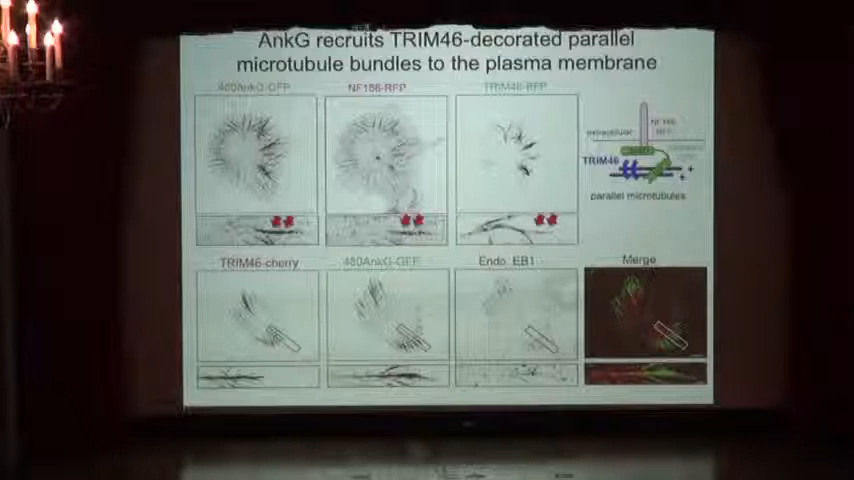 AnkG recruits TRIM46-decorated parallel
microtubule bundles to the plasma membrane
480AnkG-GFP NF186-RFP TRIM46-BFP
extracellular
TRIM46
+
+
parallel microtubules
TRIM46-cherry 480AnkG-GFP Endo. EB1 Merge